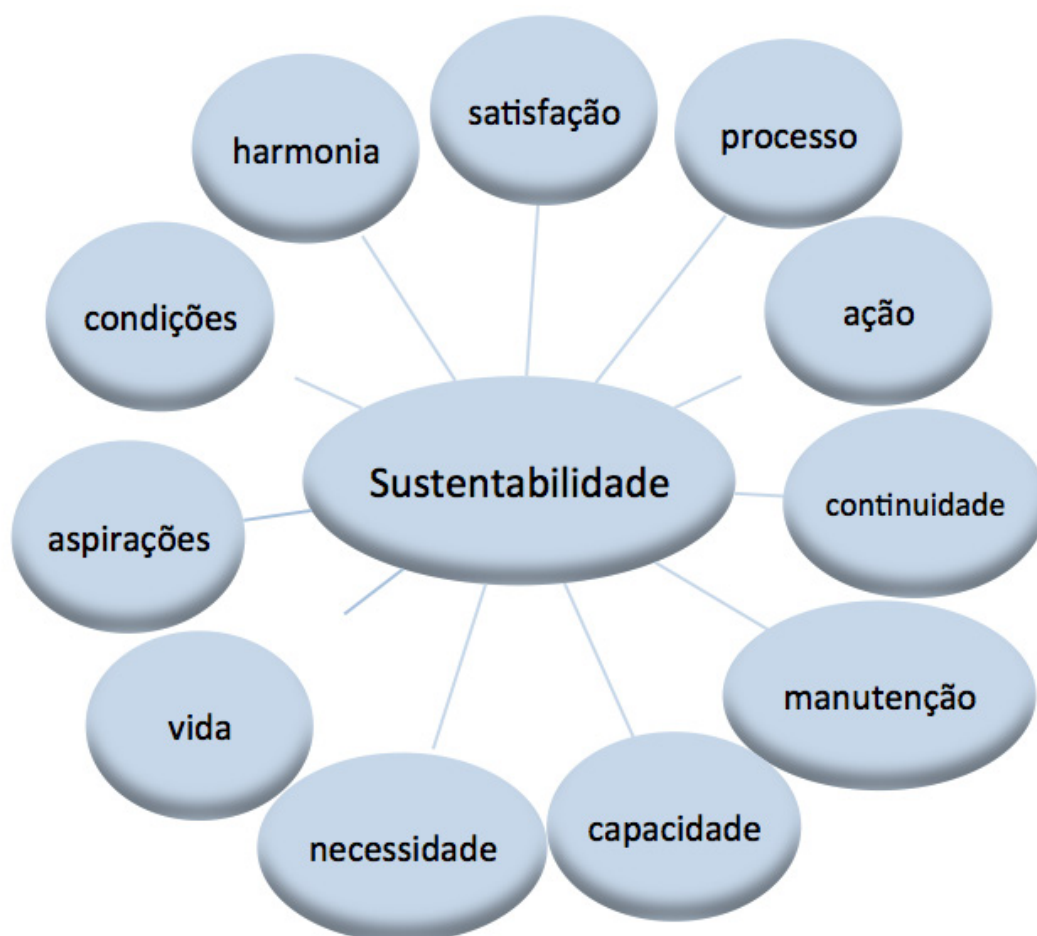 satisfação
processo
harmonia
ação
condições
Sustentabilidade
continuidade
aspirações
manutenção
vida
capacidade
necessidade